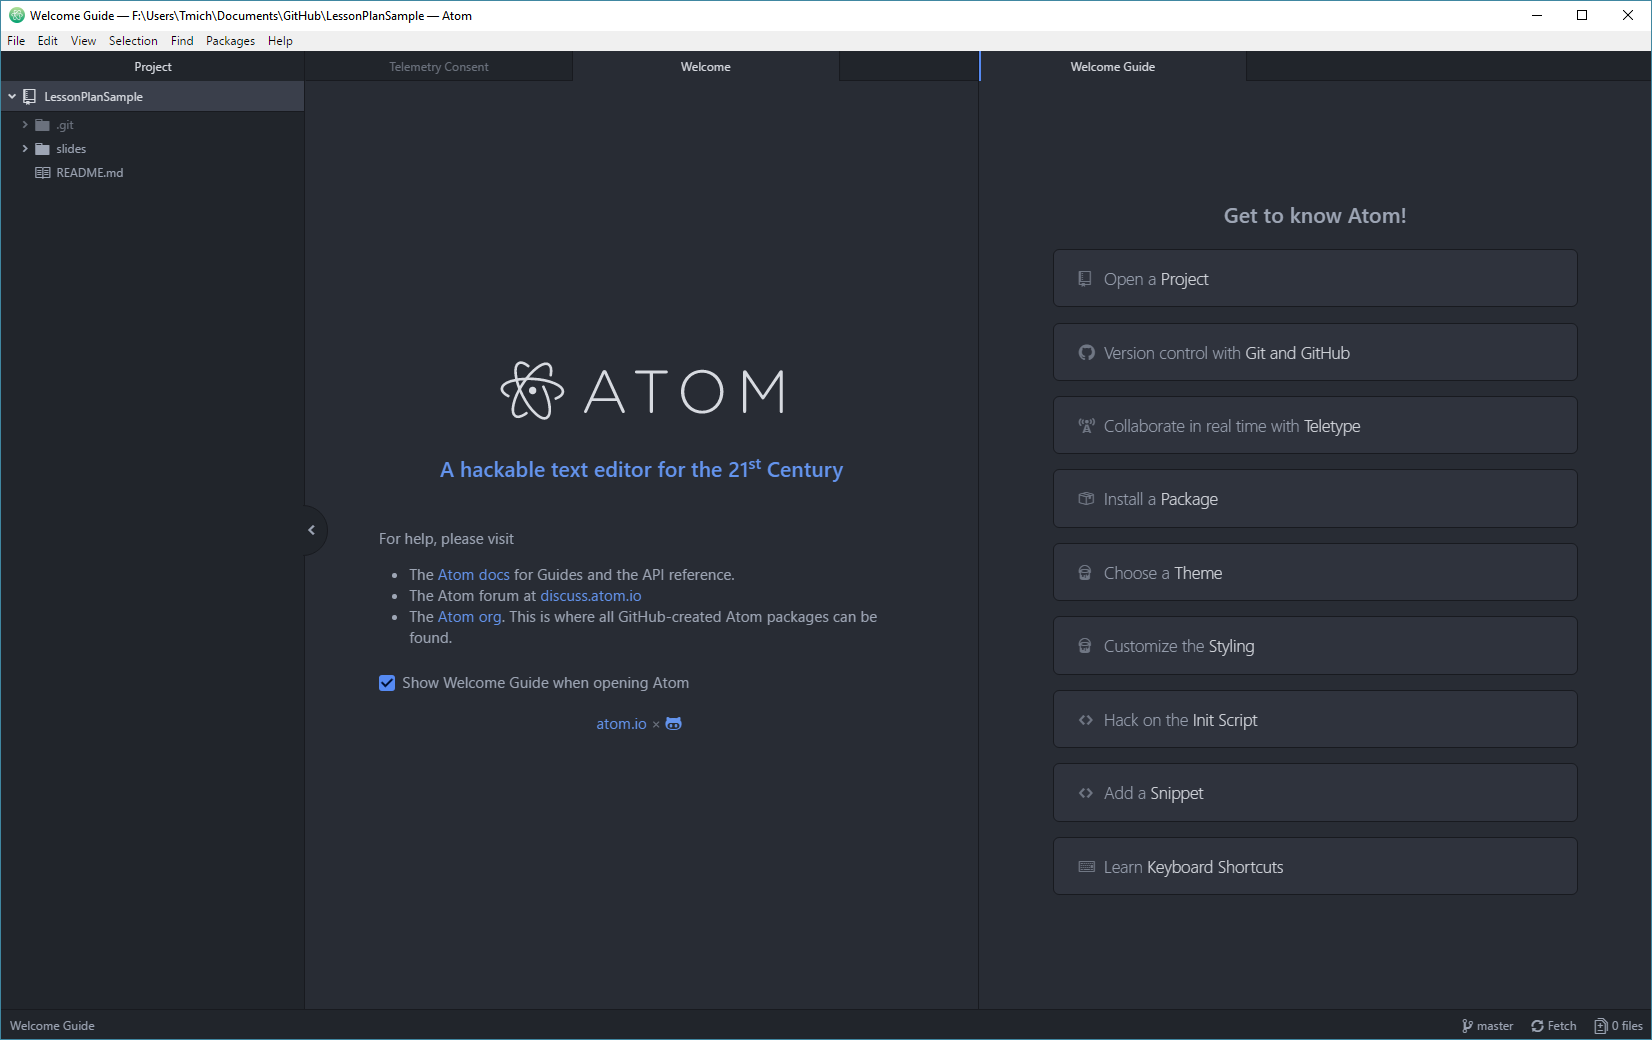 Welcome Guide — F:\Users\Tmich\Documents\GitHub\LessonPlanSample — Atom
File Edit View Selection Find Packages Help
Project
Telemetry Consent
Welcome
Welcome Guide
LessonPlanSample
.git
slides
README.md
ATOM
A hackable text editor for the 21st Century
For help, please visit
• The Atom docs for Guides and the API reference.
• The Atom forum at discuss.atom.io
• The Atom org. This is where all GitHub-created Atom packages can be
found.
Show Welcome Guide when opening Atom
atom.io ×
Get to know Atom!
Open a Project
Version control with Git and GitHub
Collaborate in real time with Teletype
Install a Package
Choose a Theme
Customize the Styling
Hack on the Init Script
Add a Snippet
Learn Keyboard Shortcuts
Welcome Guide
master Fetch 0 files